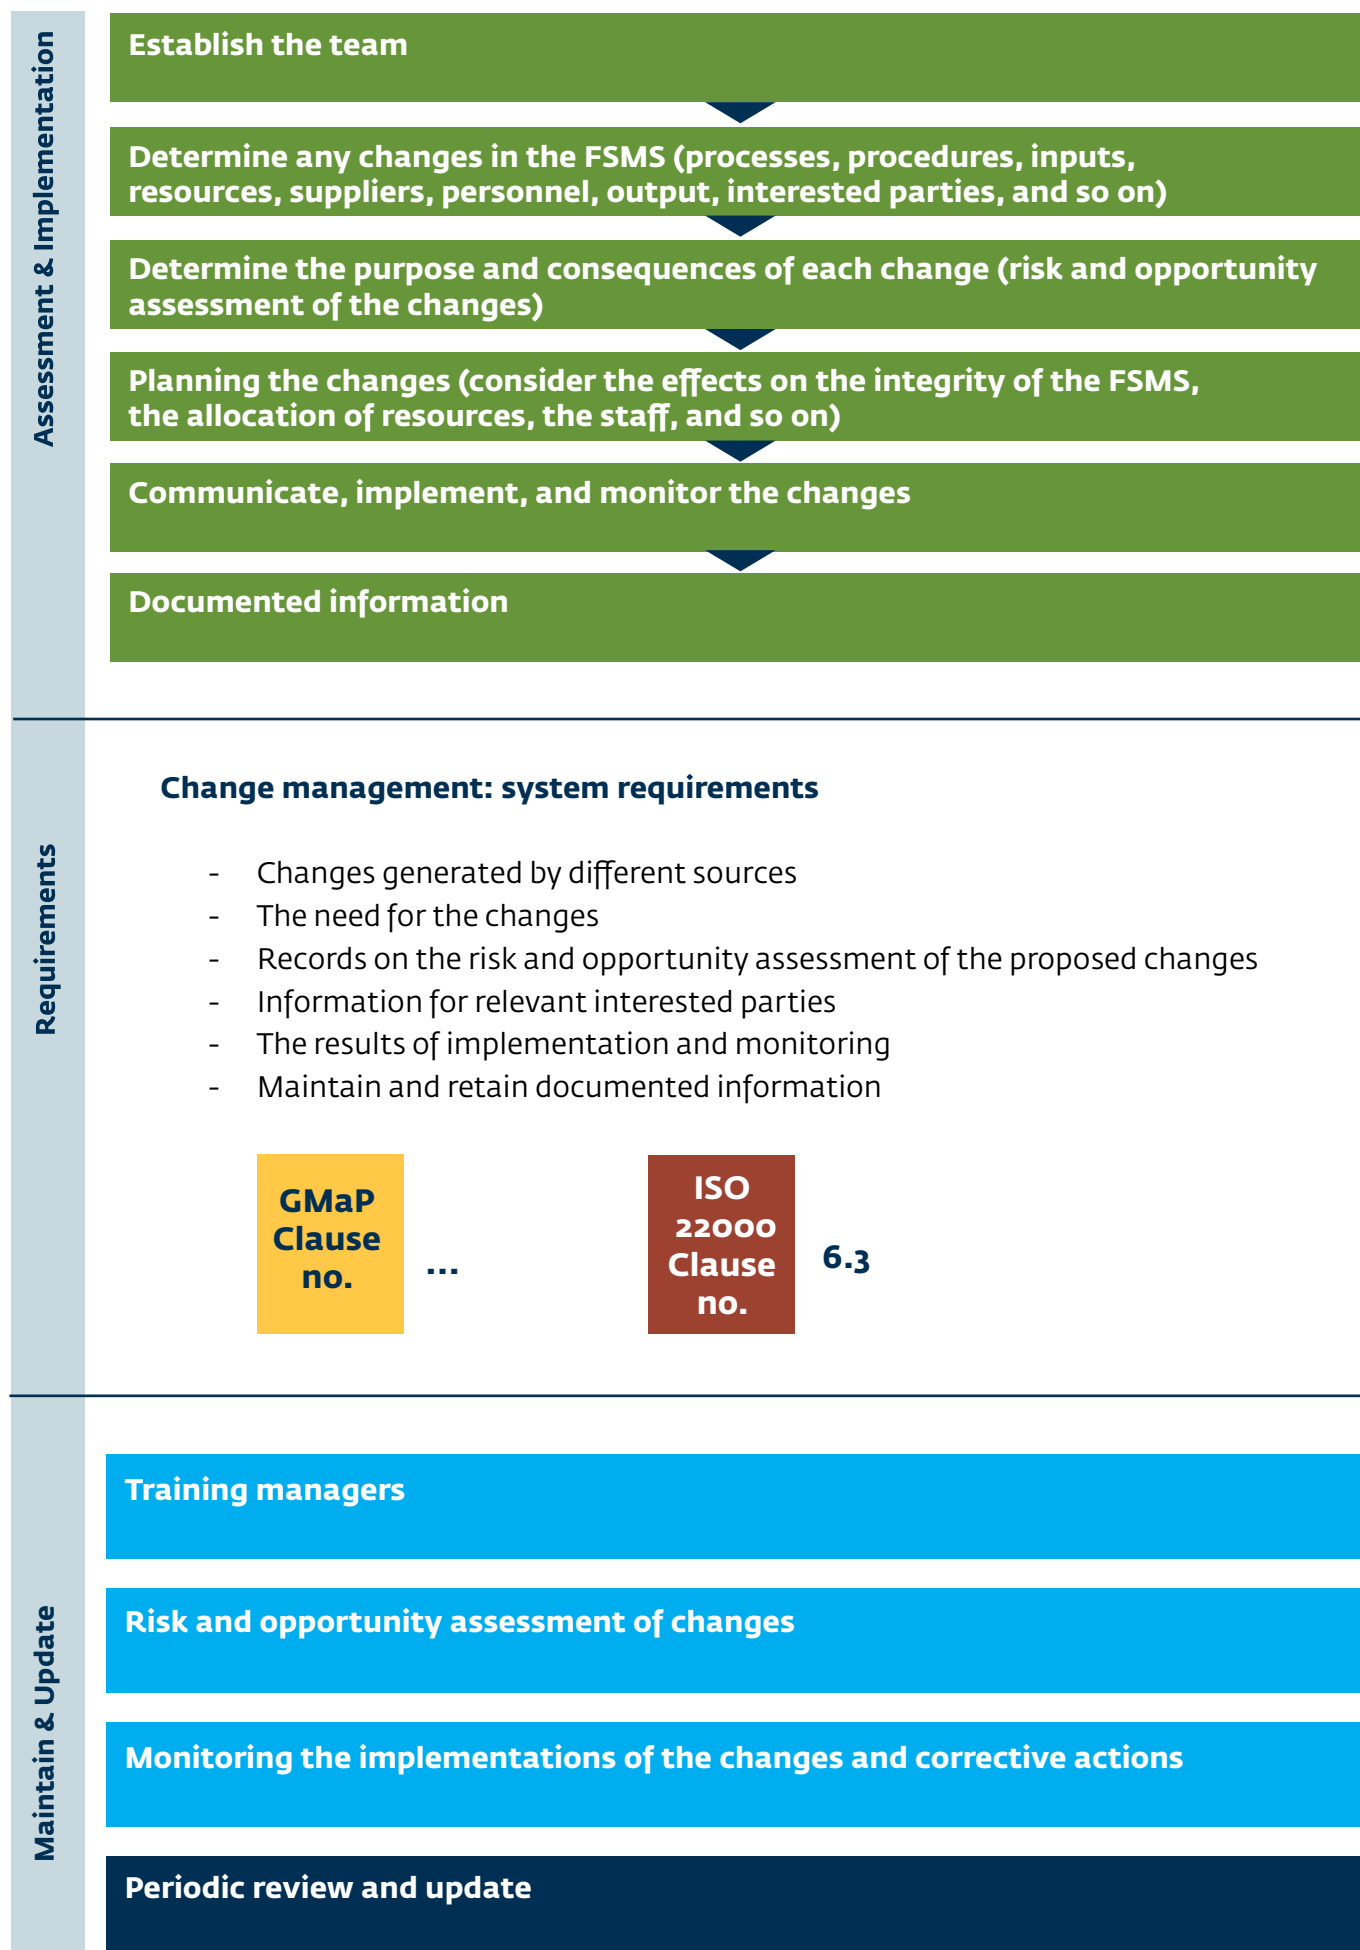 Assessment & Implementation
Establish the team
Determine any changes in the FSMS (processes, procedures, inputs,
resources, suppliers, personnel, output, interested parties, and so on)
Determine the purpose and consequences of each change (risk and opportunity
assessment of the changes)
Planning the changes (consider the effects on the integrity of the FSMS,
the allocation of resources, the staff, and so on)
Communicate, implement, and monitor the changes
Documented information
Requirements
Change management: system requirements
- Changes generated by different sources
- The need for the changes
- Records on the risk and opportunity assessment of the proposed changes
- Information for relevant interested parties
- The results of implementation and monitoring
- Maintain and retain documented information
GMaP
Clause
no.
...
ISO
22000
Clause
no.
6.3
Maintain & Update
Training managers
Risk and opportunity assessment of changes
Monitoring the implementations of the changes and corrective actions
Periodic review and update